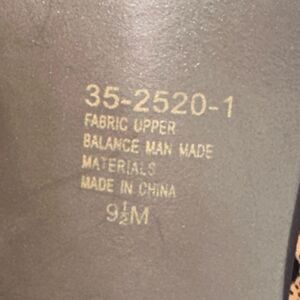 35-2520-1
FABRIC UPPER
BALANCE MAN MADE
MATERIALS
MADE IN CHINA
9½M